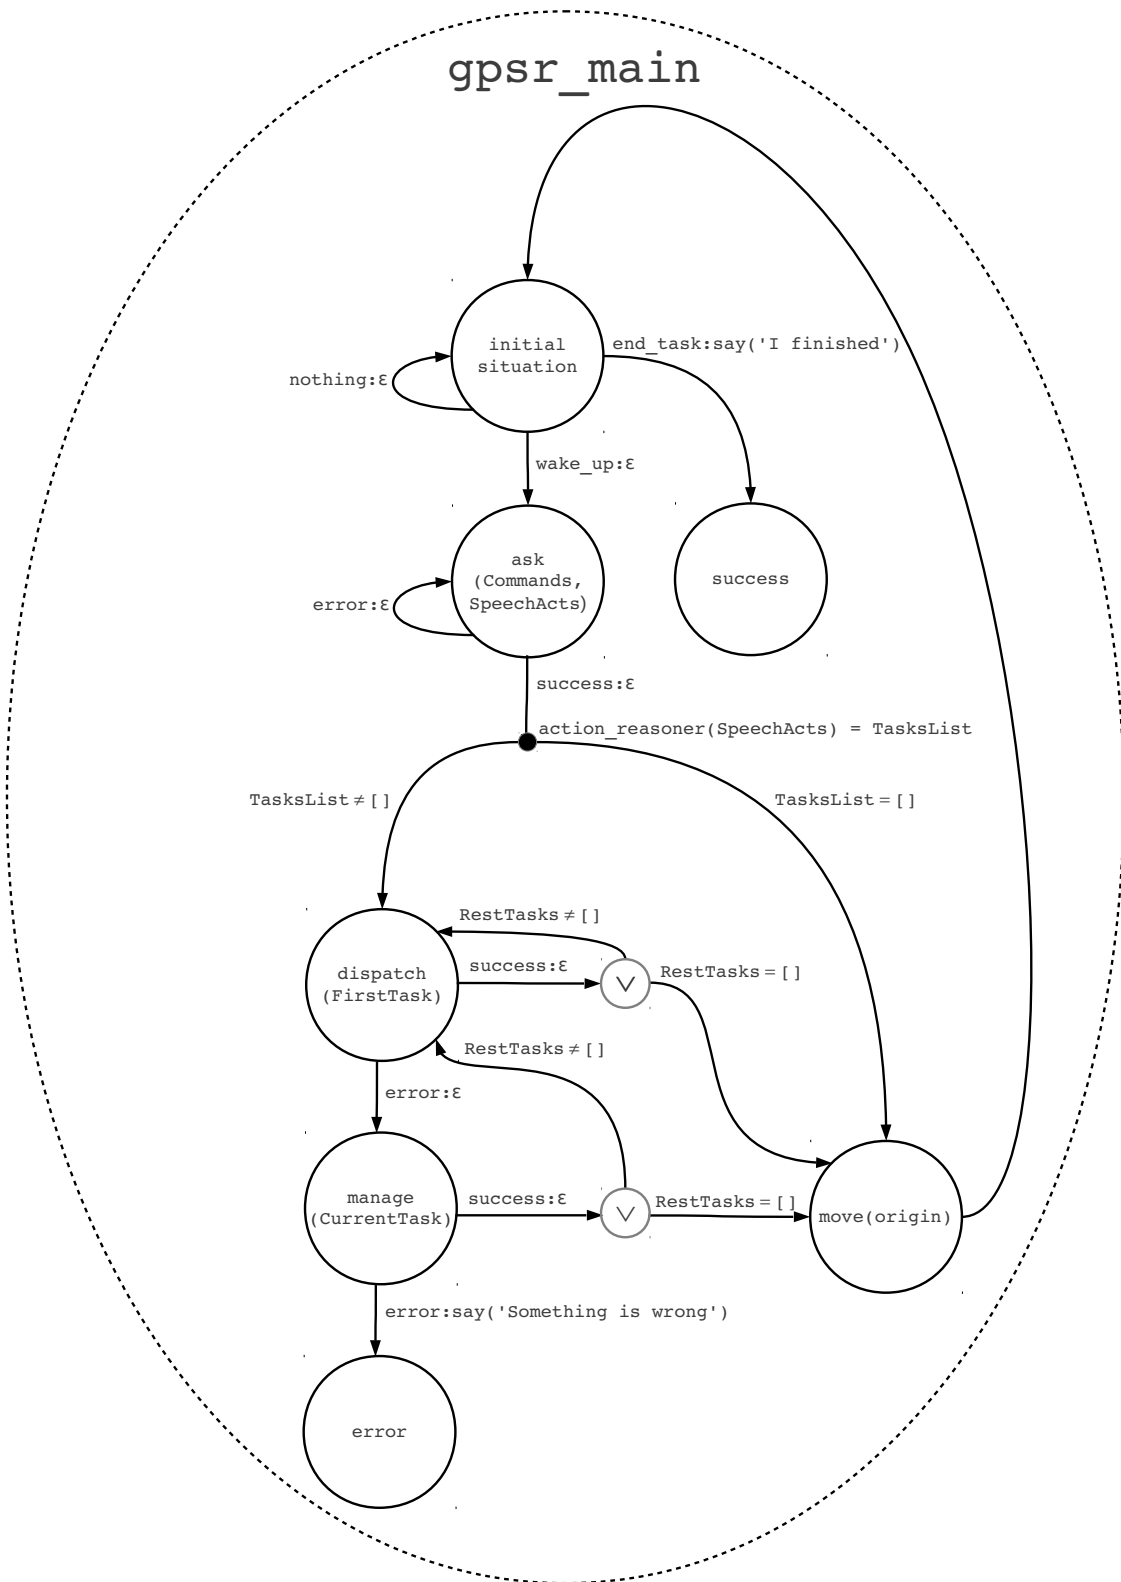 gpsr_main
initial
situation
end_task:say('I finished')
nothing:ε
wake_up:ε
ask
(Commands,
SpeechActs)
success
error:ε
success:ε
action_reasoner(SpeechActs) = TasksList
TasksList ≠ []
TasksList = []
RestTasks ≠ []
dispatch
(FirstTask)
success:ε
∨
RestTasks = []
RestTasks ≠ []
error:ε
manage
(CurrentTask)
success:ε
∨
RestTasks = []
move(origin)
error:say('Something is wrong')
error